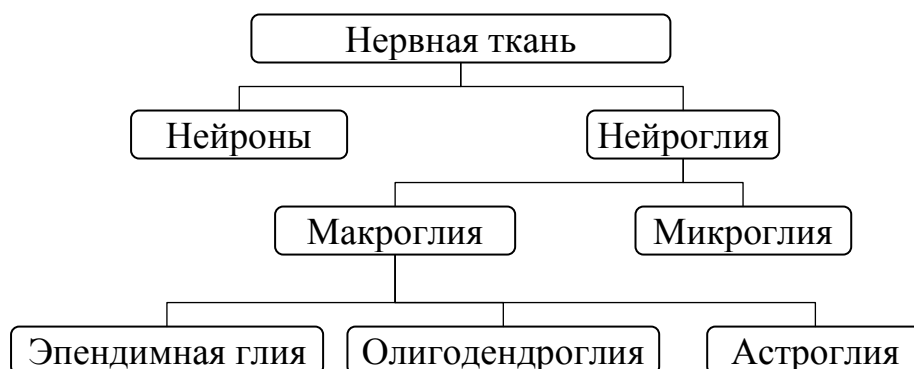 Нервная ткань
Нейроны
Нейроглия
Макроглия
Микроглия
Эпендимная глия
Олигодендроглия
Астроглия